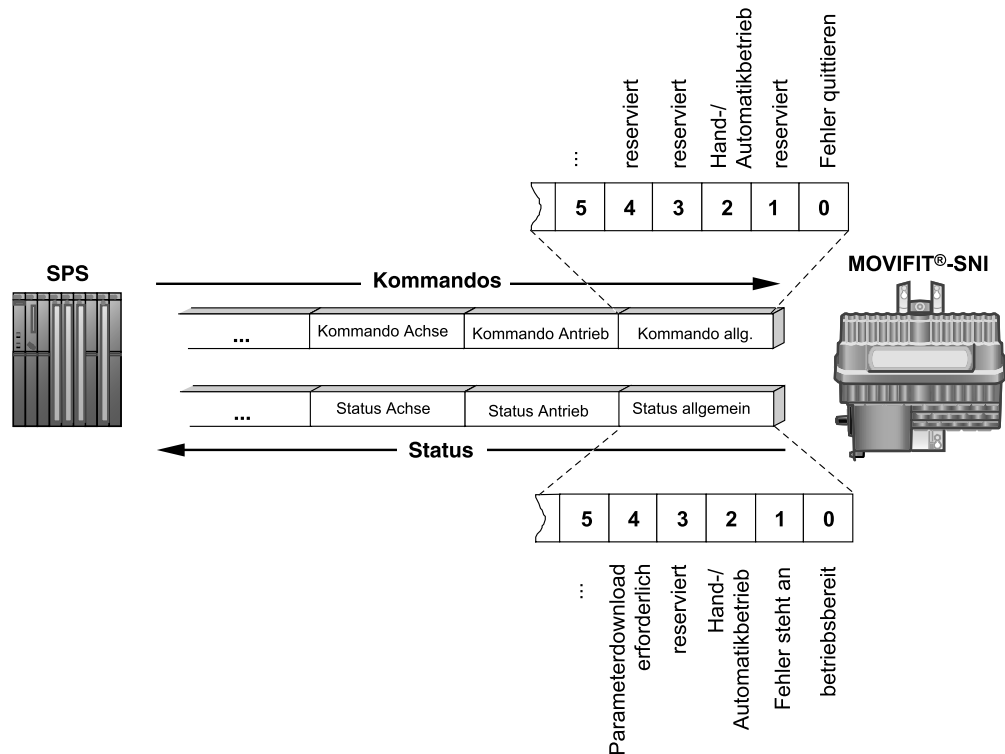 ...
reserviert
reserviert
Hand-/
Automatikbetrieb
reserviert
Fehler quittieren
5 4 3 2 1 0
SPS
MOVIFIT®-SNI
Kommandos
... Kommando Achse Kommando Antrieb Kommando allg.
... Status Achse Status Antrieb Status allgemein
Status
5 4 3 2 1 0
...
Parameterdownload
erforderlich
reserviert
Hand-/
Automatikbetrieb
Fehler steht an
betriebsbereit